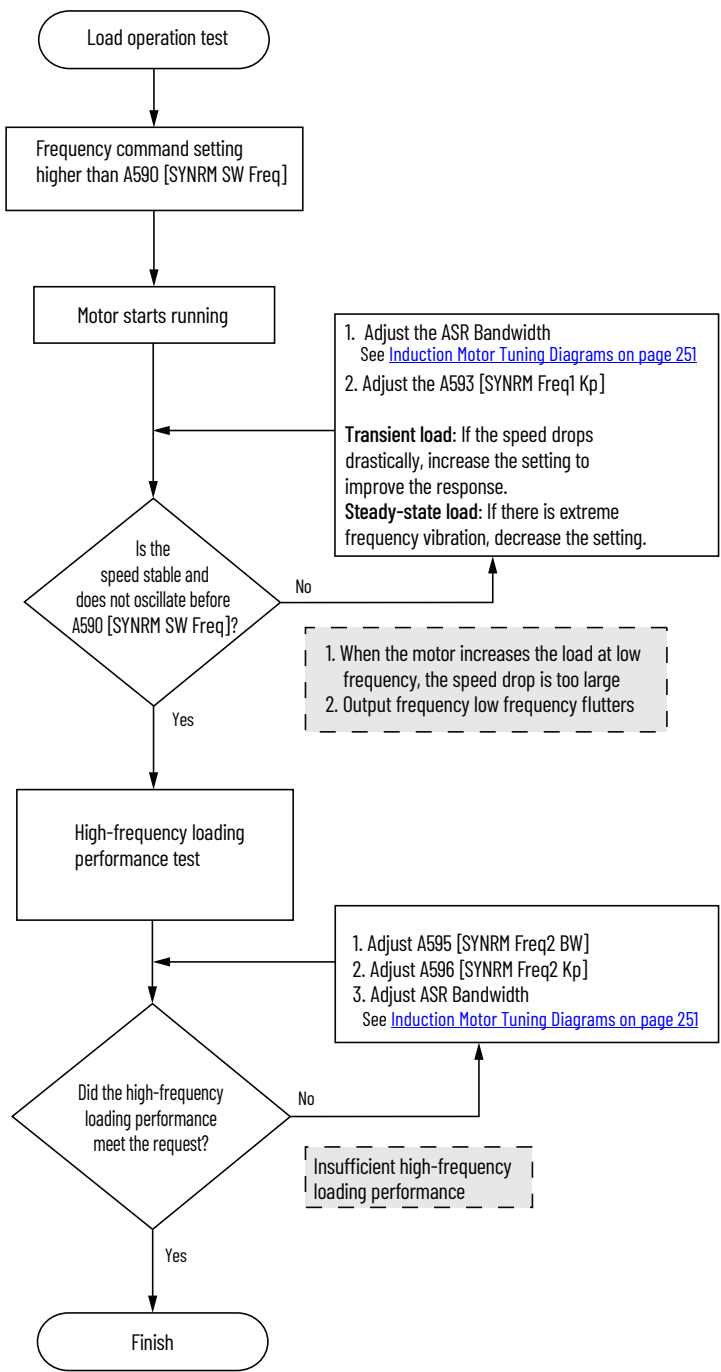 Load operation test
Frequency command setting
higher than A590 [SYNRM SW Freq]
Motor starts running
1. Adjust the ASR Bandwidth
See Induction Motor Tuning Diagrams on page 251
2. Adjust the A593 [SYNRM Freq1 Kp]
Transient load: If the speed drops
drastically, increase the setting to
improve the response.
Steady-state load: If there is extreme
frequency vibration, decrease the setting.
Is the
speed stable and
does not oscillate before
A590 [SYNRM SW Freq]?
No
1. When the motor increases the load at low
frequency, the speed drop is too large
2. Output frequency low frequency flutters
Yes
High-frequency loading
performance test
1. Adjust A595 [SYNRM Freq2 BW]
2. Adjust A596 [SYNRM Freq2 Kp]
3. Adjust ASR Bandwidth
See Induction Motor Tuning Diagrams on page 251
Did the high-frequency
loading performance
meet the request?
No
Insufficient high-frequency
loading performance
Yes
Finish